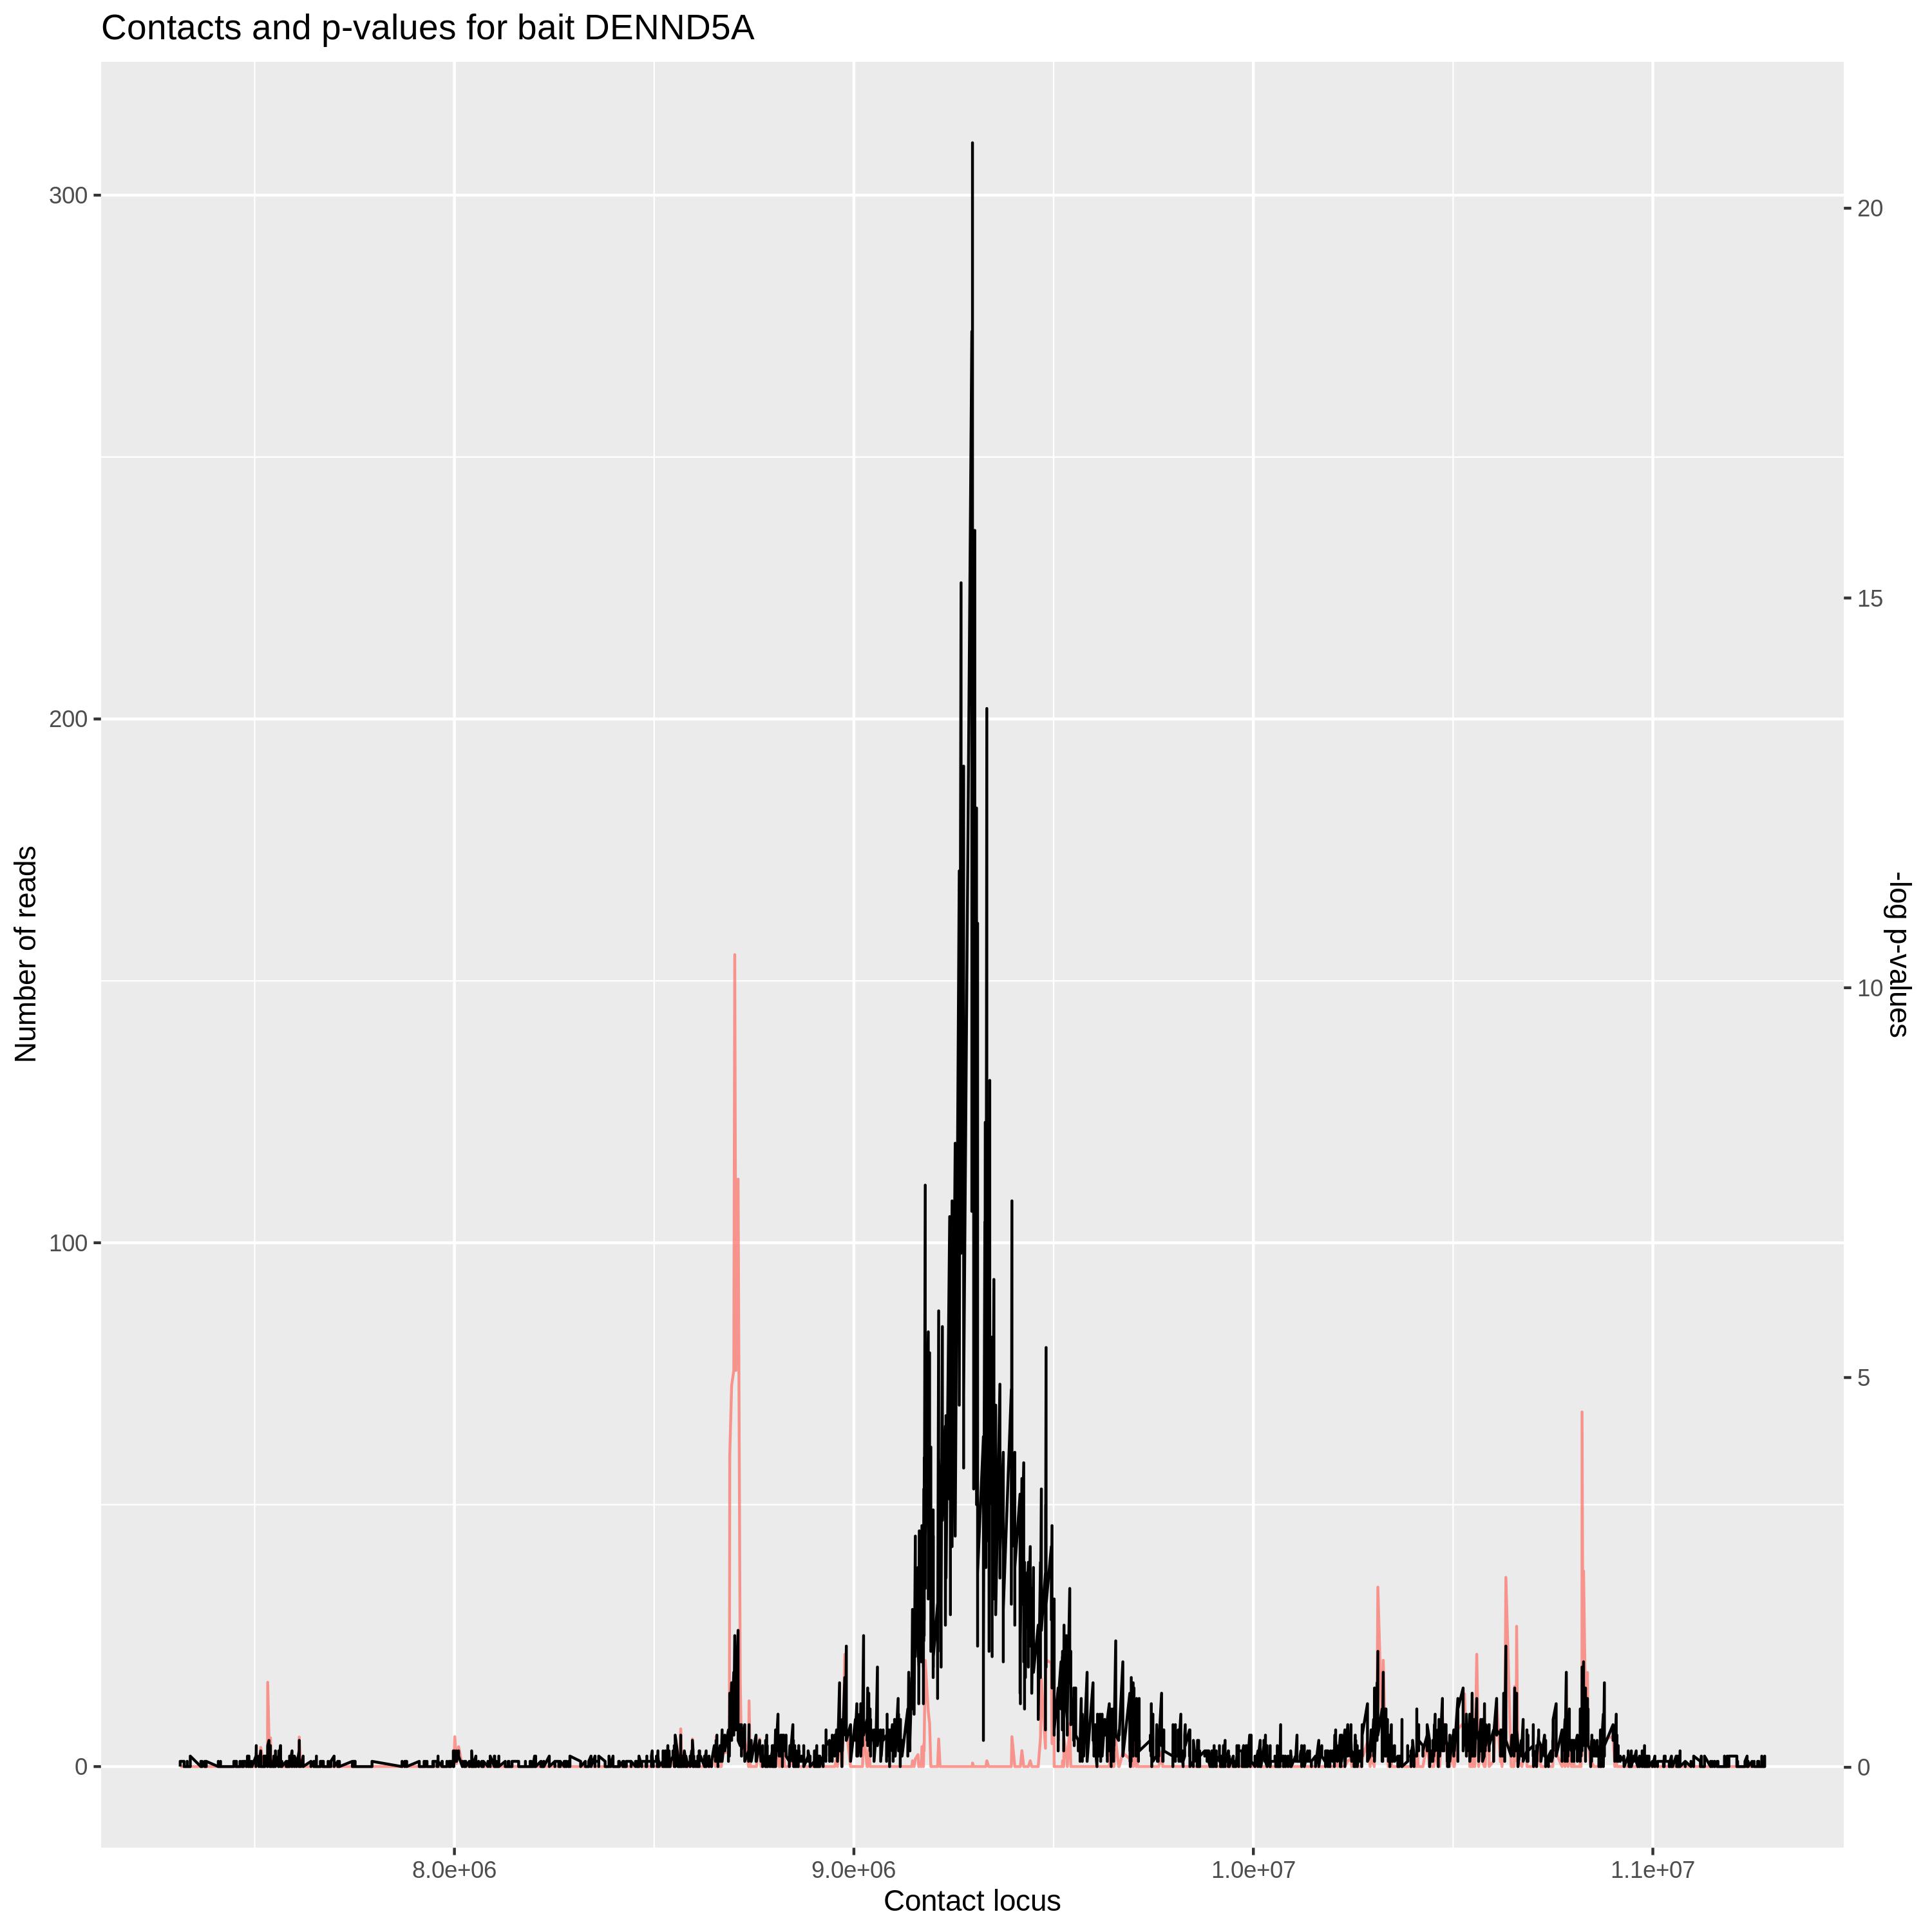 Contacts and p-values for bait DENND5A
300
200
100
0
Number of reads
20
15
10
5
0
-log p-values
8.0e+06
9.0e+06
1.0e+07
1.1e+07
Contact locus